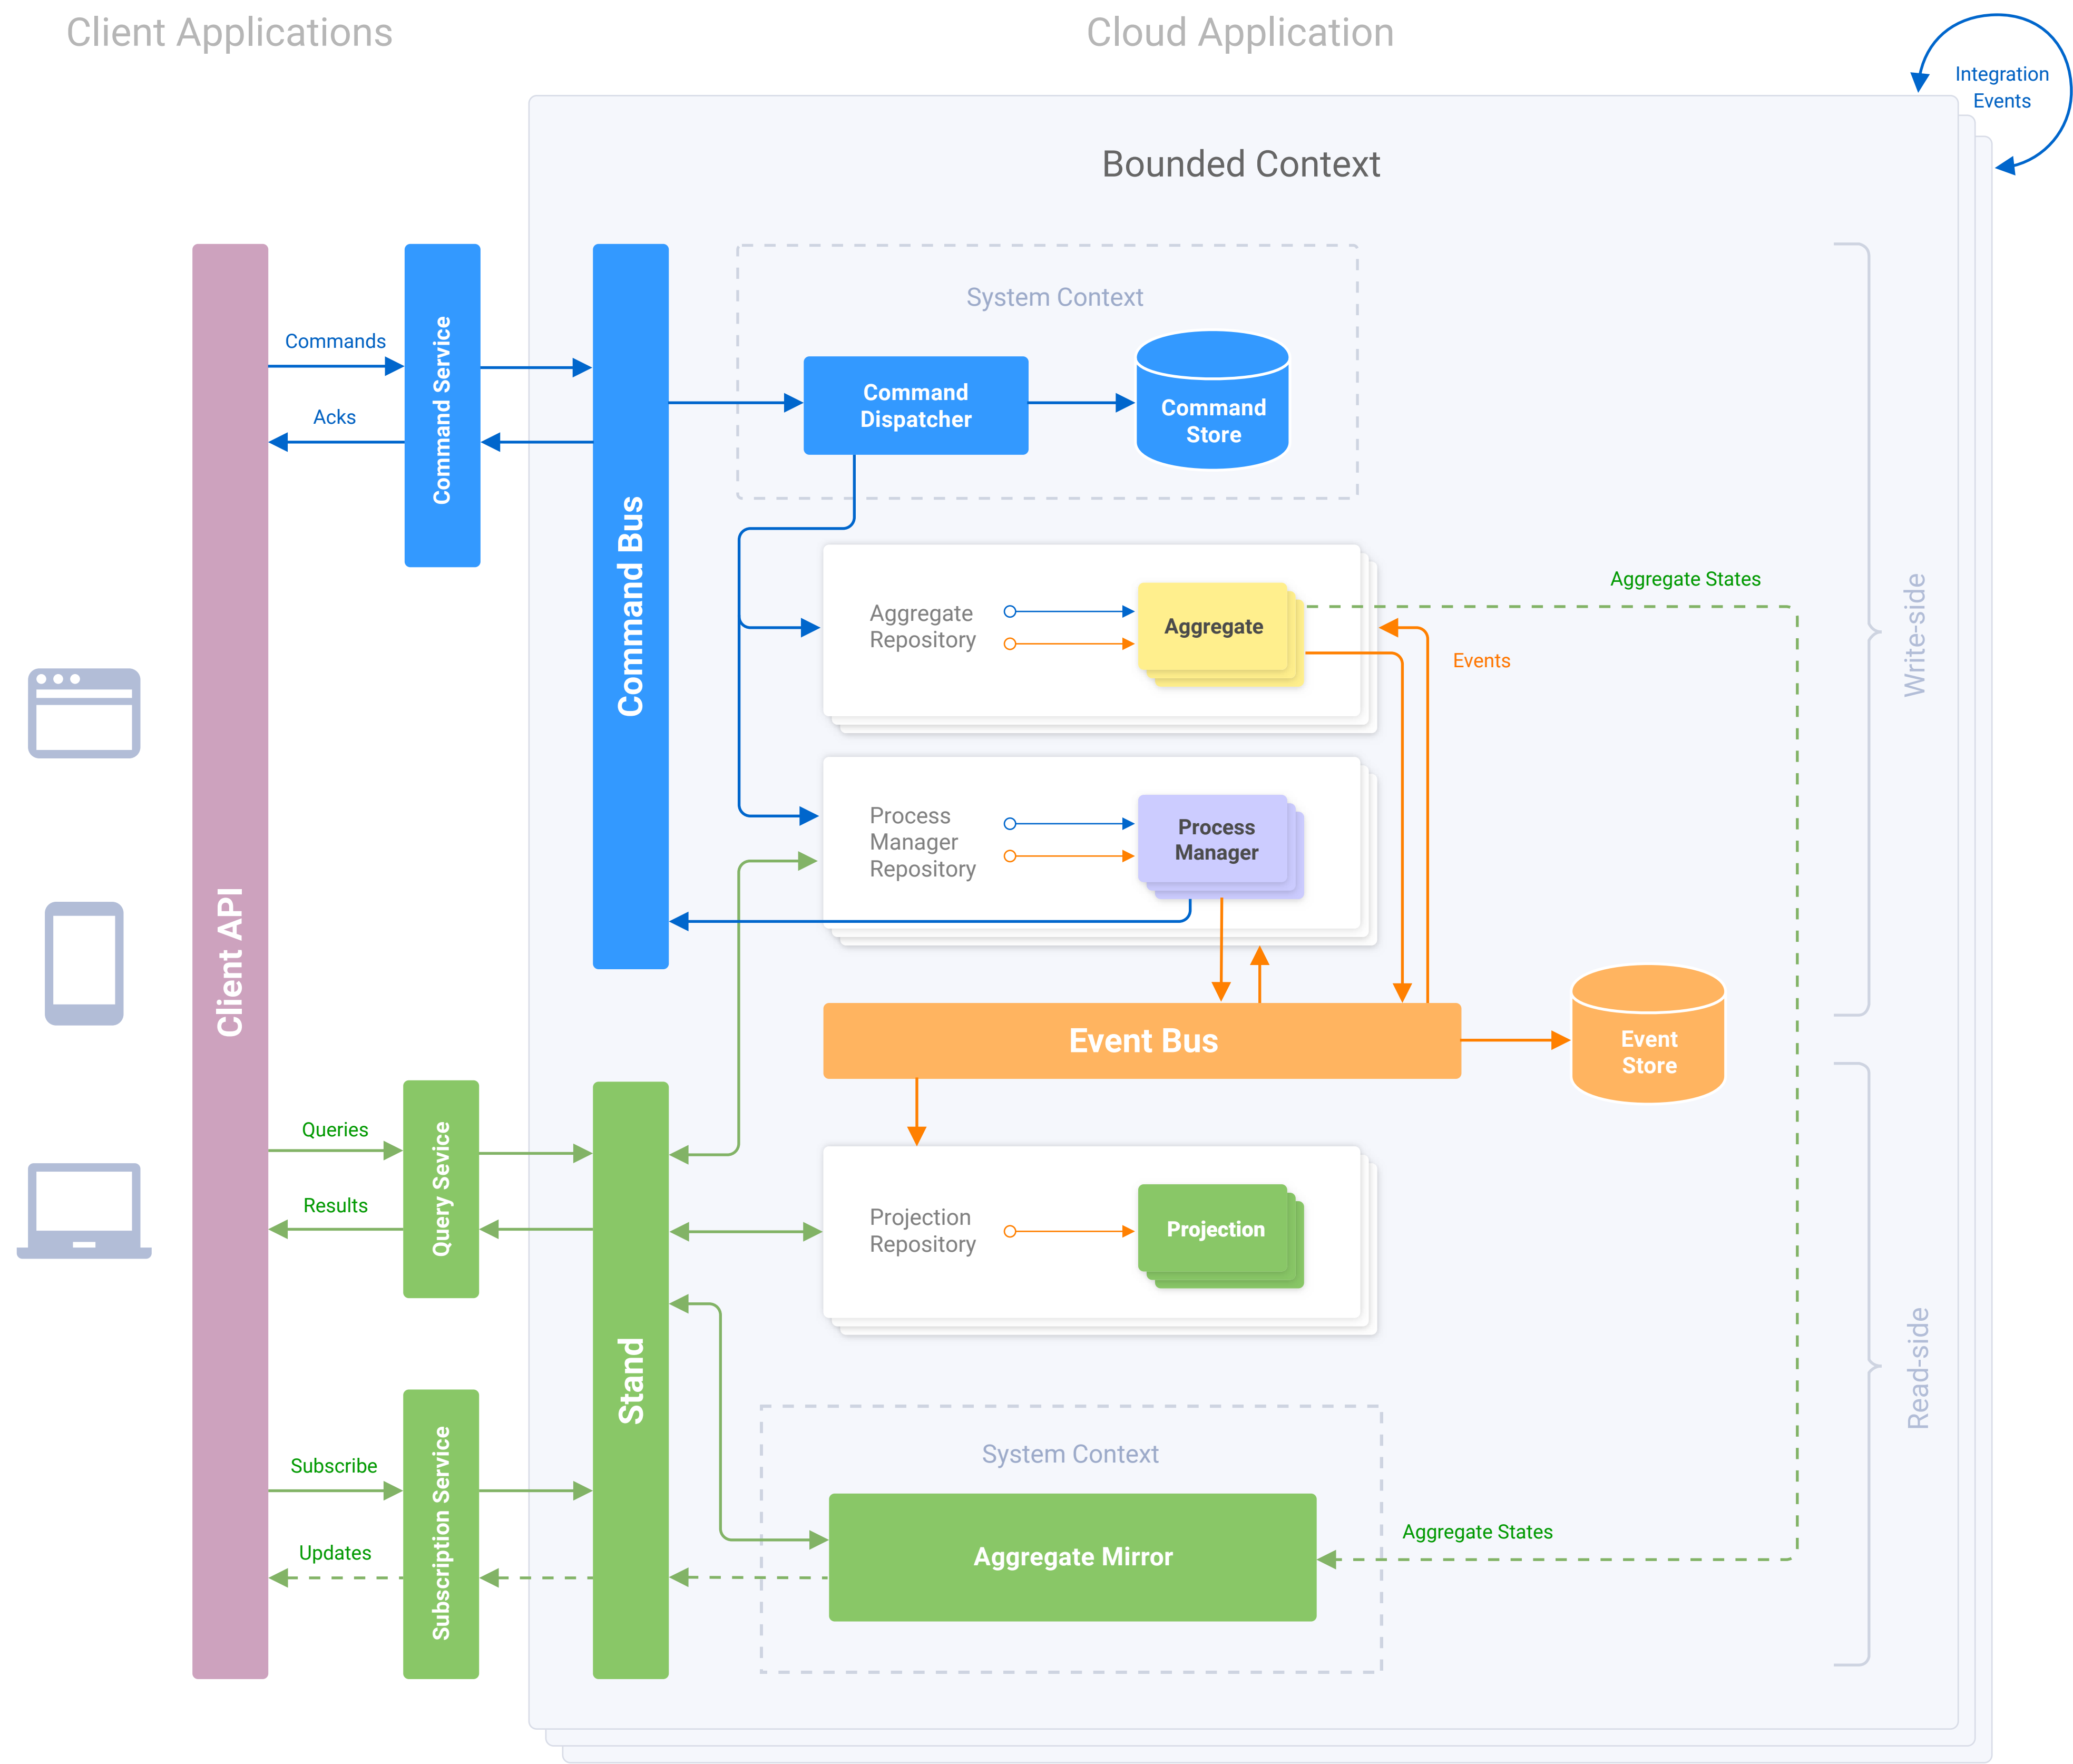 Client Applications
Cloud Application
Integration
Events
Bounded Context
System Context
Commands
Acks
Command Service
Command Bus
Command
Dispatcher
Command
Store
Aggregate
Repository
Aggregate
Aggregate States
Events
Write-side
Process
Manager
Repository
Process
Manager
Client API
Event Bus
Event
Store
Queries
Results
Query Sevice
Stand
Projection
Repository
Projection
Read-side
Subscribe
Updates
Subscription Service
System Context
Aggregate Mirror
Aggregate States